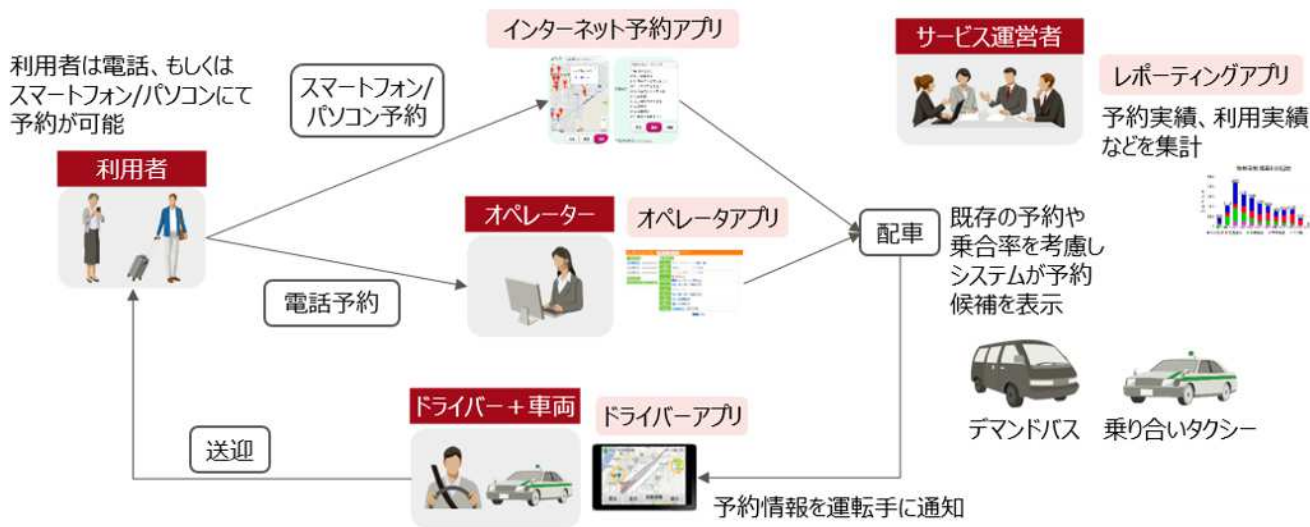 インターネット予約アプリ
サービス運営者
利用者は電話、もしくは
スマートフォン/パソコンにて
予約が可能
スマートフォン/
パソコン予約
レポーティングアプリ
予約実績、利用実績
などを集計
利用者
オペレーター
オペレータアプリ
配車
既存の予約や
乗合率を考慮し
システムが予約
候補を表示
電話予約
ドライバー＋車両
ドライバーアプリ
デマンドバス
乗り合いタクシー
送迎
予約情報を運転手に通知